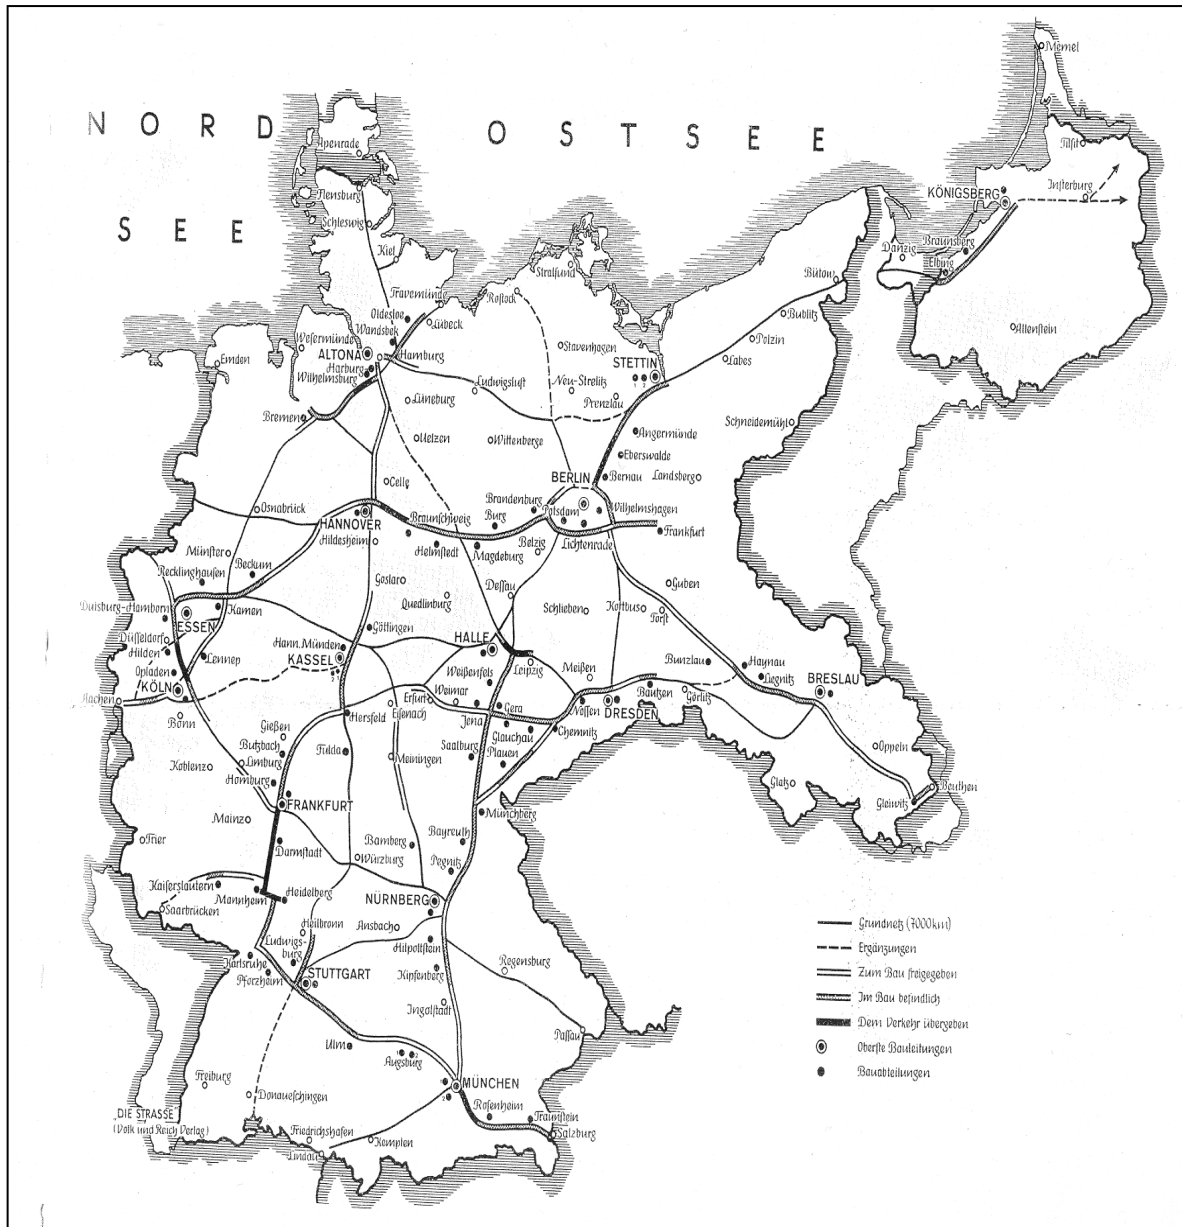 NORD
SEE
OSTSEE
Memel
Tilsit
Insterburg
KÖNIGSBERG
Braunsberg
Danzig
Elbing
Allenstein
Apenrade
Flensburg
Schleswig
Kiel
Travemünde
Oldesloe
Wandsbek
Lübeck
Wesermünde
ALTONA
Hamburg
Harburg
Wilhelmsburg
Emden
Bremen
Lüneburg
Uelzen
Celle
Rostock
Stralsund
Stavenhagen
Neu-Strelitz
Prenzlau
Ludwigslust
Wittenberge
STETTIN
1 2
Bütow
Bublitz
Polzin
Labes
Schneidemühl
Angermünde
Eberswalde
Bernau
Landsberg
BERLIN
Brandenburg
Potsdam
Wilhelmshagen
Burg
Belzig
Lichtenrade
Frankfurt
Osnabrück
HANNOVER
Hildesheim
Braunschweig
Helmstedt
Magdeburg
Münster
Recklinghausen
Beckum
Goslar
Quedlinburg
Dessau
Schlieben
Guben
Kottbus
Forst
Duisburg-Hamborn
ESSEN
Kamen
Düsseldorf
Hilden
Lennep
Opladen
KÖLN
Aachen
Bonn
Göttingen
Hann. Münden
KASSEL
HALLE
Leipzig
Weißenfels
Meißen
Bunzlau
Haynau
Liegnitz
BRESLAU
Erfurt
Weimar
Eisenach
Jena
Gera
Nossen
DRESDEN
Bautzen
Görlitz
Glauchau
Chemnitz
Plauen
Saalburg
Oppeln
Glatz
Gleiwitz
Beuthen
Hersfeld
Gießen
Butzbach
Limburg
Koblenz
Homburg
Fulda
Meiningen
FRANKFURT
Mainz
Trier
Darmstadt
Würzburg
Bamberg
Bayreuth
Münchberg
Pegnitz
Kaiserslautern
Mannheim
Heidelberg
Saarbrücken
NÜRNBERG
Heilbronn
Ansbach
Ludwigs-
burg
Hilpoltstein
Karlsruhe
Pforzheim
STUTTGART
Kipfenberg
Regensburg
Ingolstadt
Passau
Ulm
Augsburg
1 2
Freiburg
Donaueschingen
MÜNCHEN
1
2
Rosenheim
Traunstein
Salzburg
Friedrichshafen
Lindau
Kempten
„DIE STRASSE“
(Volk und Reich Verlag)
Grundnetz (7000 km)
Ergänzungen
Zum Bau freigegeben
Im Bau befindlich
Dem Verkehr übergeben
Oberste Bauleitungen
Bauabteilungen